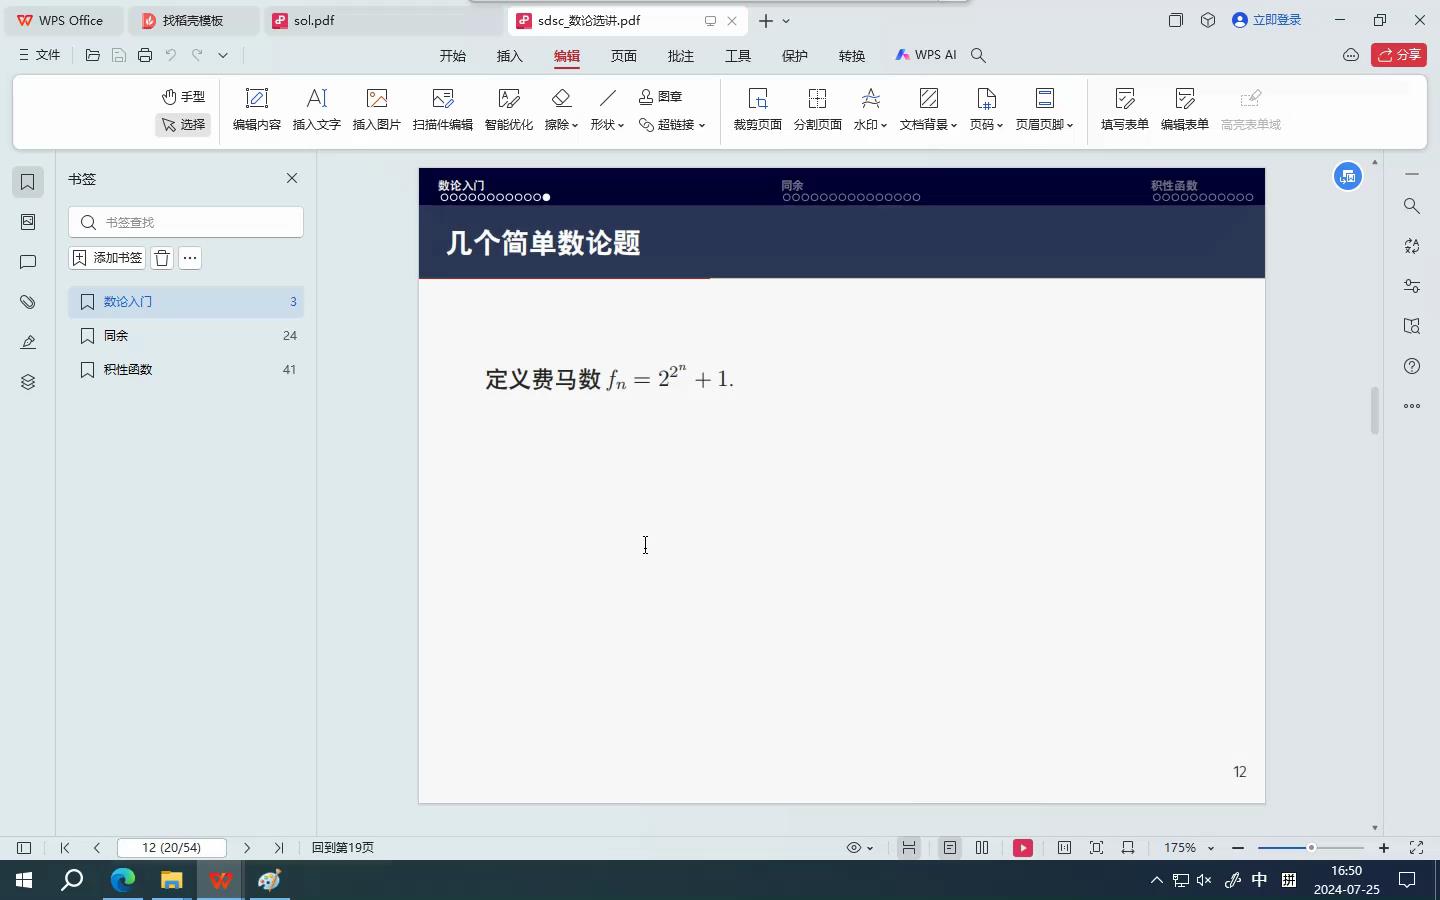 WPS Office
找稻壳模板
sol.pdf
sdsc_数论选讲.pdf
立即登录
文件
开始
插入
编辑
页面
批注
工具
保护
转换
WPS AI
分享
手型
选择
编辑内容
插入文字
插入图片
扫描件编辑
智能优化
擦除
形状
图章
超链接
裁剪页面
分割页面
水印
文档背景
页码
页眉页脚
填写表单
编辑表单
高亮表单域
书签
书签查找
添加书签
数论入门 3
同余 24
积性函数 41
数论入门
同余
积性函数
几个简单数论题
定义费马数 fₙ = 2^{2^n} + 1.
12
12 (20/54)
回到第19页
175%
中
拼
16:50
2024-07-25